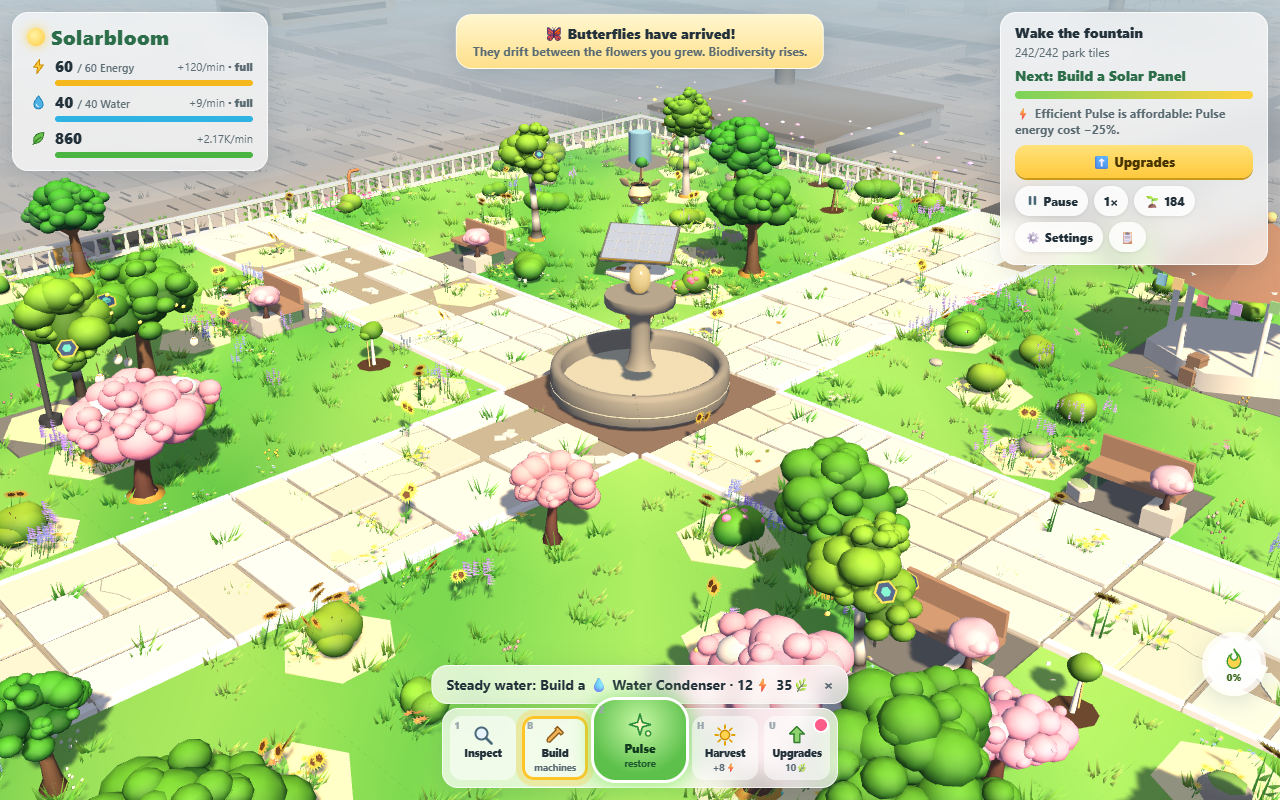 Solarbloom
60 / 60 Energy +120/min • full
40 / 40 Water +9/min • full
860 +2.17K/min
Butterflies have arrived!
They drift between the flowers you grew. Biodiversity rises.
Wake the fountain
242/242 park tiles
Next: Build a Solar Panel
Efficient Pulse is affordable: Pulse
energy cost −25%.
Upgrades
Pause 1× 184
Settings
0%
Steady water: Build a Water Condenser · 12 35 ×
1 Inspect
B Build
machines
Pulse
restore
H Harvest
+8
U Upgrades
10